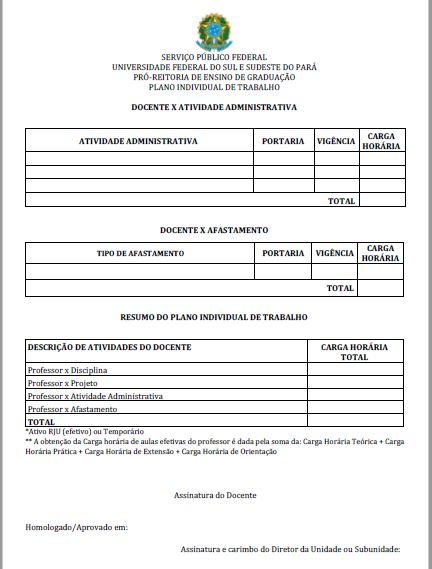 SERVIÇO PÚBLICO FEDERAL
UNIVERSIDADE FEDERAL DO SUL E SUDESTE DO PARÁ
PRÓ-REITORIA DE ENSINO DE GRADUAÇÃO
PLANO INDIVIDUAL DE TRABALHO
DOCENTE X ATIVIDADE ADMINISTRATIVA
ATIVIDADE ADMINISTRATIVA PORTARIA VIGÊNCIA CARGA HORÁRIA
TOTAL
DOCENTE X AFASTAMENTO
TIPO DE AFASTAMENTO PORTARIA VIGÊNCIA CARGA HORÁRIA
TOTAL
RESUMO DO PLANO INDIVIDUAL DE TRABALHO
DESCRIÇÃO DE ATIVIDADES DO DOCENTE CARGA HORÁRIA TOTAL
Professor x Disciplina
Professor x Projeto
Professor x Atividade Administrativa
Professor x Afastamento
TOTAL
*Ativo RJU (efetivo) ou Temporário
** A obtenção da Carga horária de aulas efetivas do professor é dada pela soma da: Carga Horária Teórica + Carga
Horária Prática + Carga Horária de Extensão + Carga Horária de Orientação
Assinatura do Docente
Homologado/Aprovado em:
Assinatura e carimbo do Diretor da Unidade ou Subunidade: